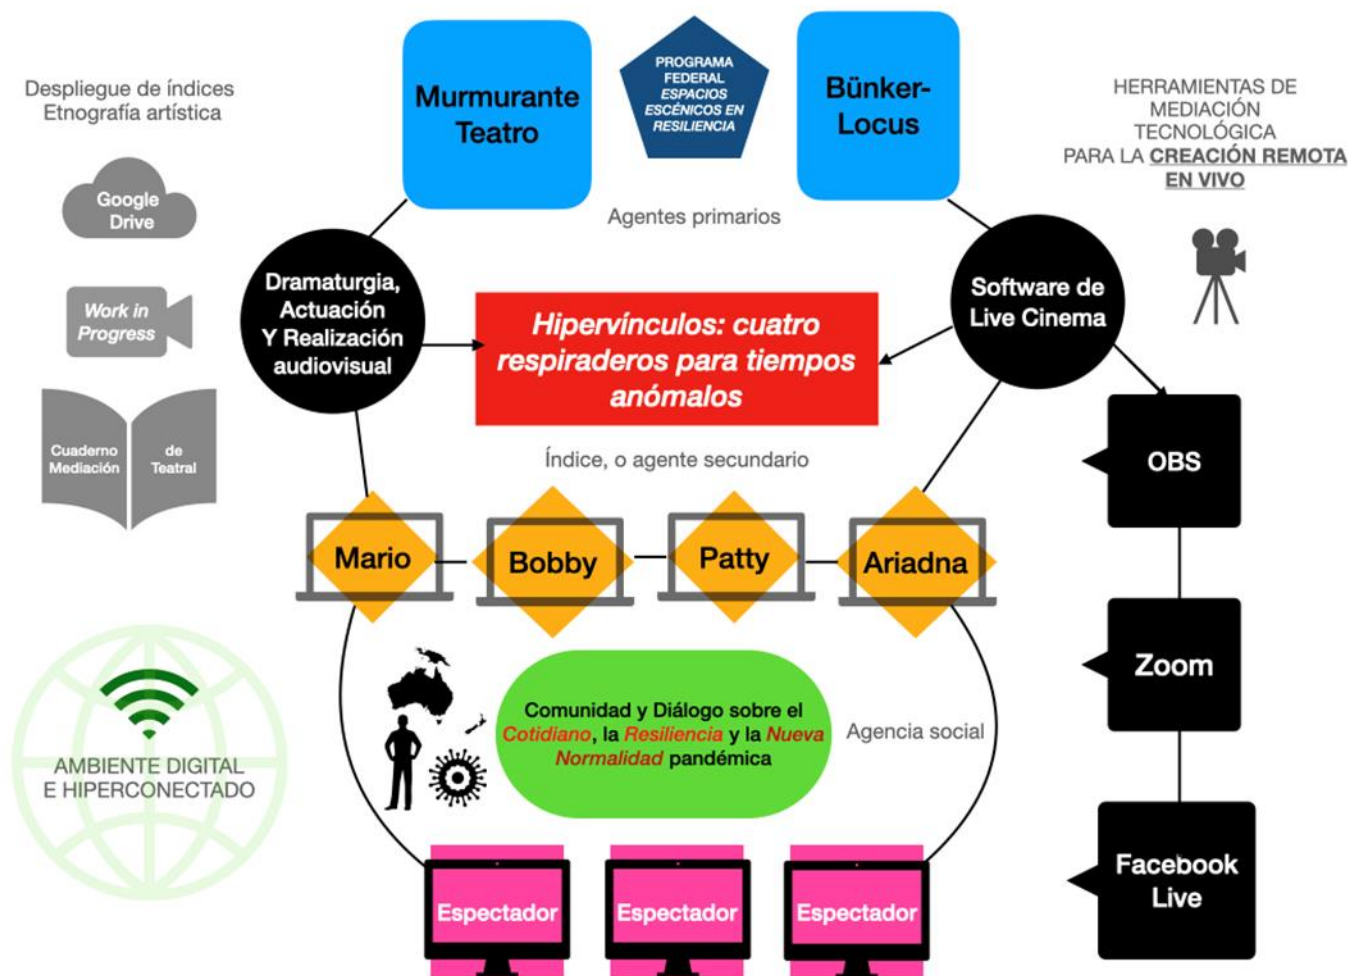 Despliegue de índices
Etnografía artística
Google
Drive
Work in
Progress
Cuaderno
Mediación
de
Teatral
AMBIENTE DIGITAL
E HIPERCONECTADO
Murmurante
Teatro
PROGRAMA
FEDERAL
ESPACIOS
ESCÉNICOS EN
RESILIENCIA
Bünker-
Locus
Agentes primarios
Dramaturgia,
Actuación
Y Realización
audiovisual
Hipervínculos: cuatro
respiraderos para tiempos
anómalos
Software de
Live Cinema
Índice, o agente secundario
Mario
Bobby
Patty
Ariadna
Comunidad y Diálogo sobre el
Cotidiano, la Resiliencia y la Nueva
Normalidad pandémica
Agencia social
Espectador
Espectador
Espectador
HERRAMIENTAS DE
MEDIACIÓN
TECNOLÓGICA
PARA LA CREACIÓN REMOTA
EN VIVO
OBS
Zoom
Facebook
Live